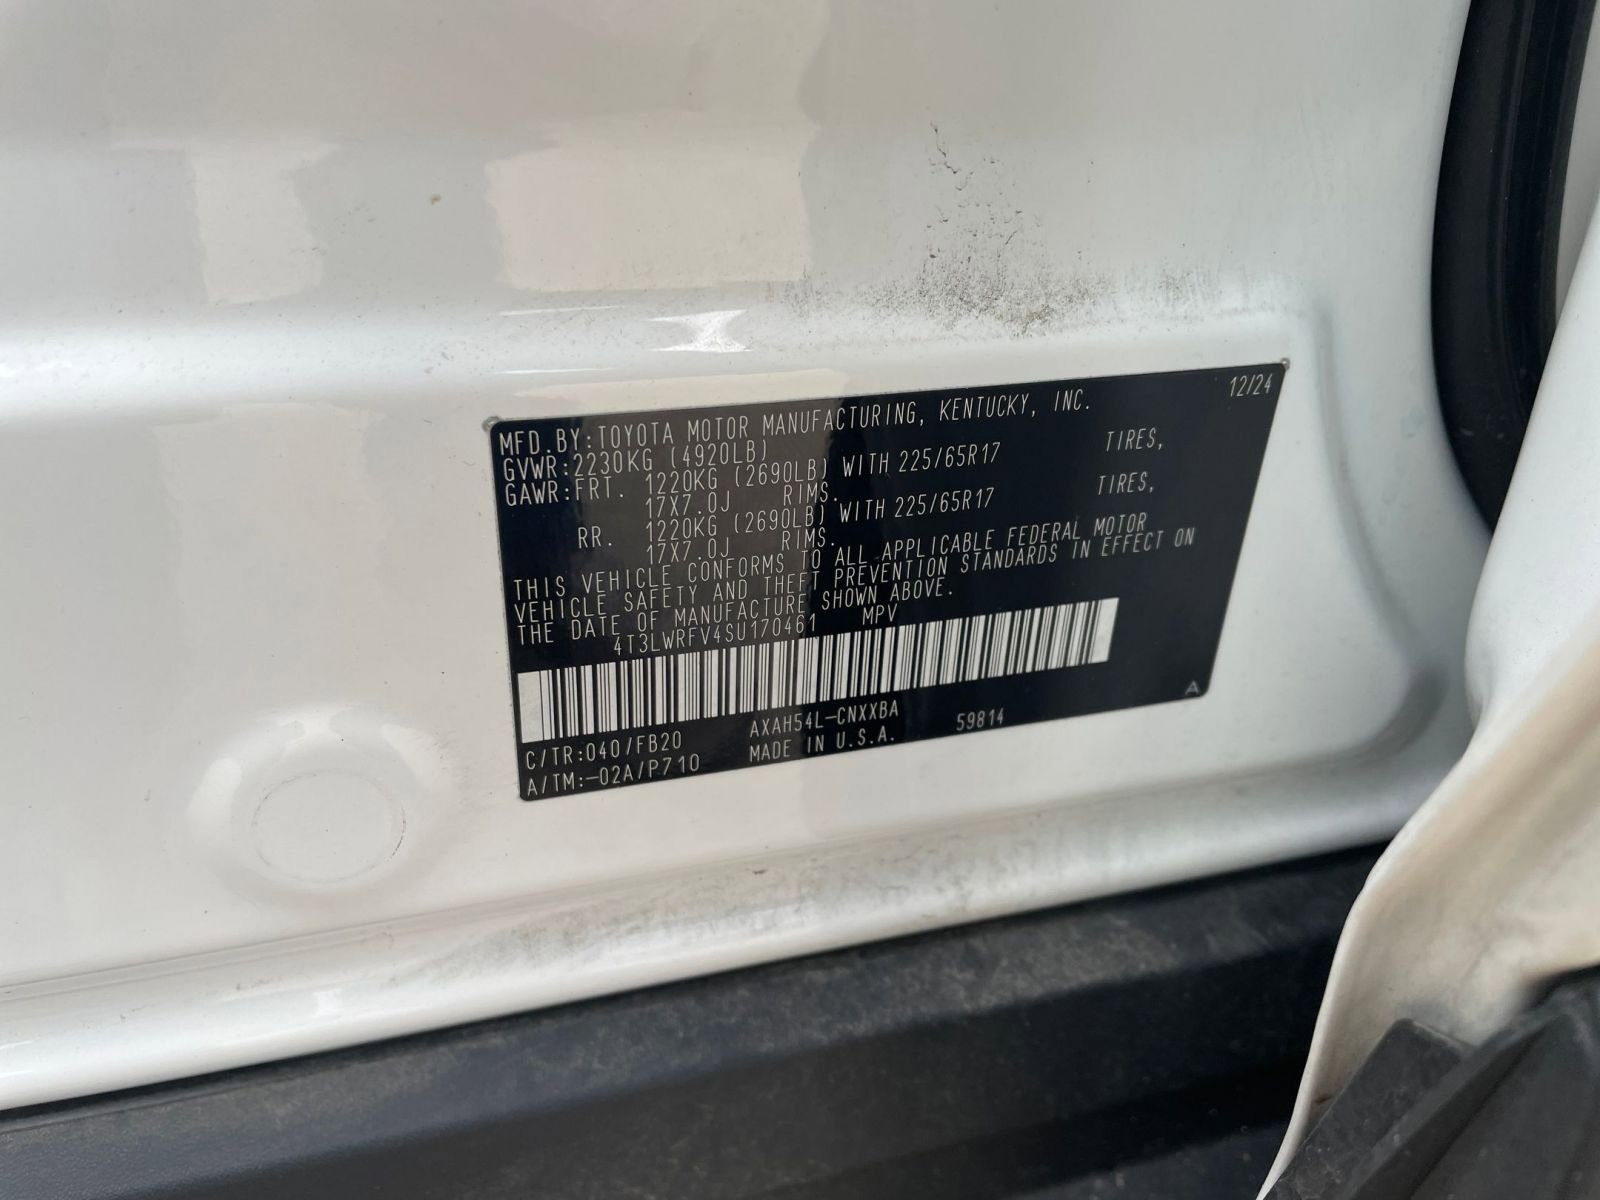 12/24
MFD.BY:TOYOTA MOTOR MANUFACTURING, KENTUCKY, INC.
GVWR:2230KG (4920LB)
GAWR:FRT. 1220KG (2690LB) WITH 225/65R17 TIRES,
17X7.0J RIMS.
RR. 1220KG (2690LB) WITH 225/65R17 TIRES,
17X7.0J RIMS.
THIS VEHICLE CONFORMS TO ALL APPLICABLE FEDERAL MOTOR
VEHICLE SAFETY AND THEFT PREVENTION STANDARDS IN EFFECT ON
THE DATE OF MANUFACTURE SHOWN ABOVE.
4T3LWRFV4SU170461 MPV
A
C/TR:040/FB20 AXAH54L-CNXXBA
A/TM:-02A/P710 MADE IN U.S.A. 59814